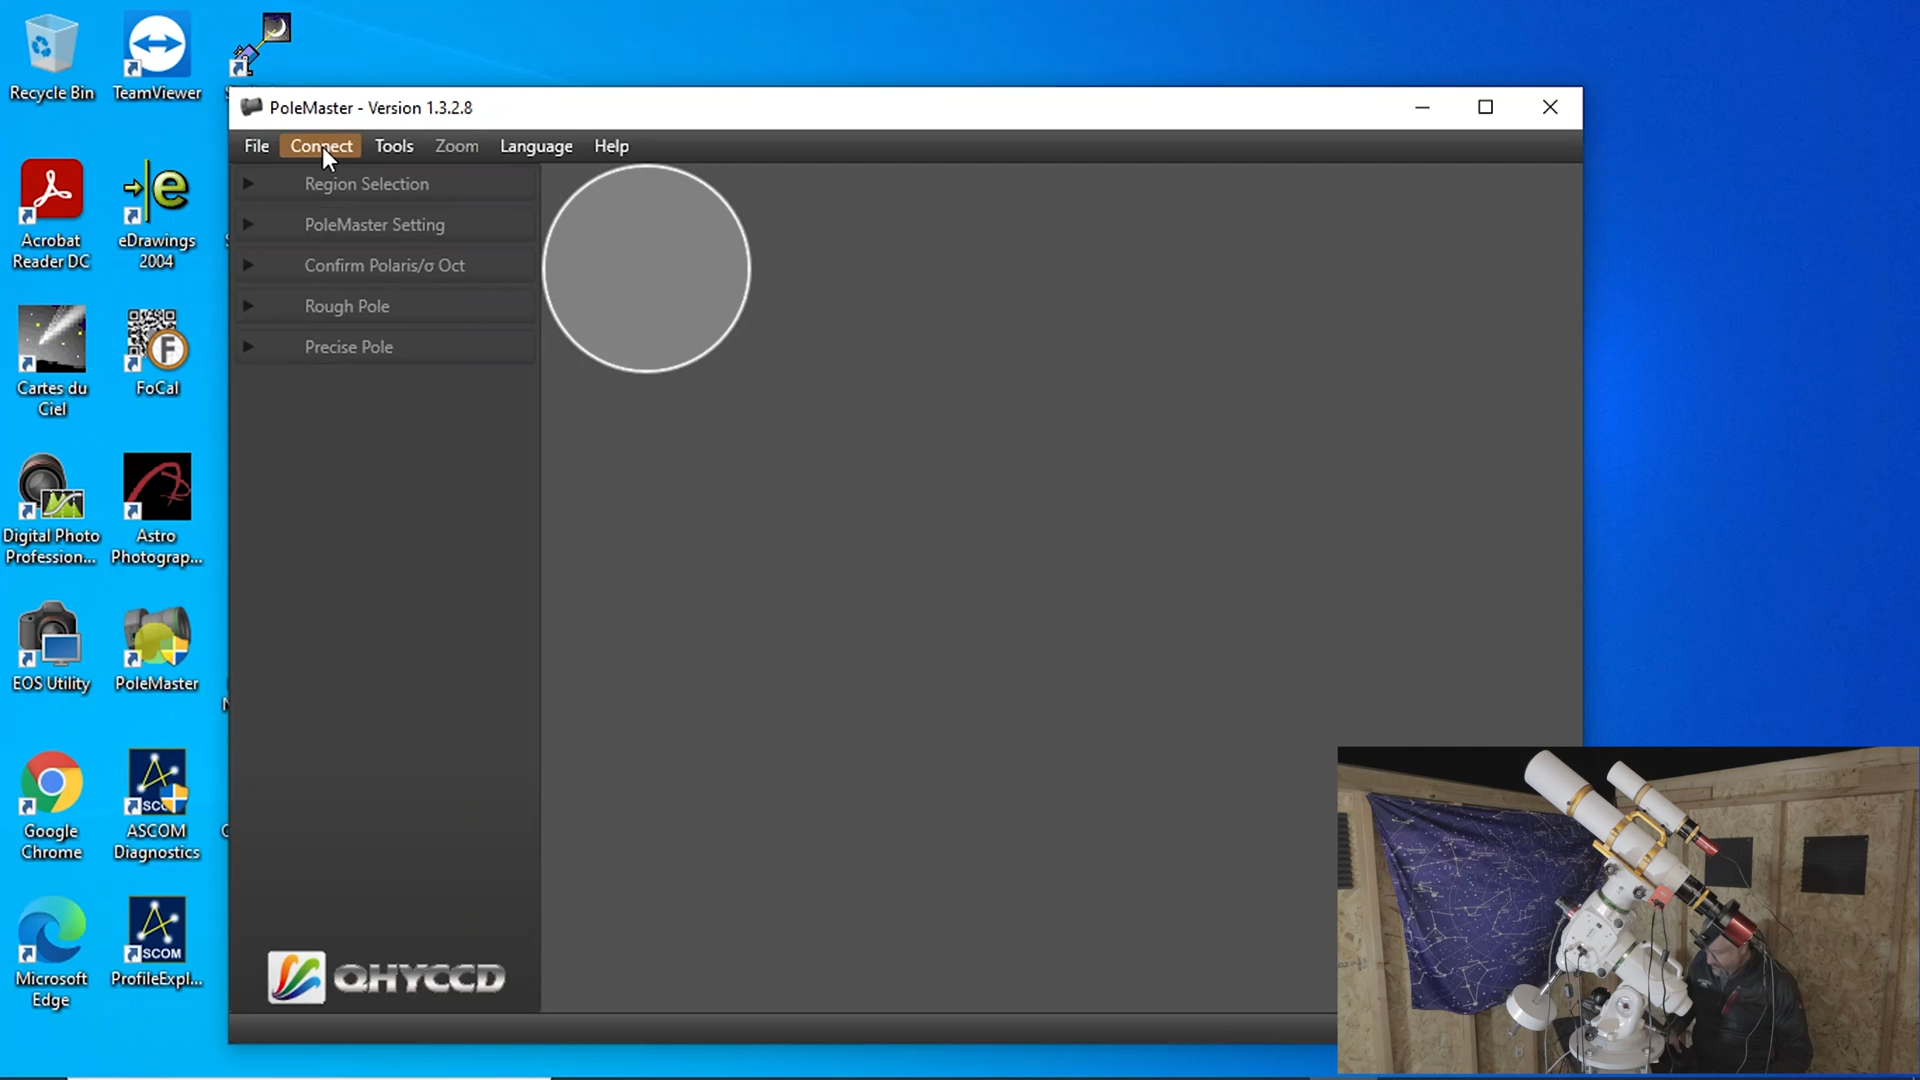 Recycle Bin
TeamViewer
PoleMaster - Version 1.3.2.8
File
Connect
Tools
Zoom
Language
Help
Region Selection
PoleMaster Setting
Confirm Polaris/σ Oct
Rough Pole
Precise Pole
Acrobat
Reader DC
eDrawings
2004
Cartes du
Ciel
FoCal
Digital Photo
Profession...
Astro
Photograp...
EOS Utility
PoleMaster
Google
Chrome
ASCOM
Diagnostics
Microsoft
Edge
SCOM
ProfileExpl...
QHYCCD